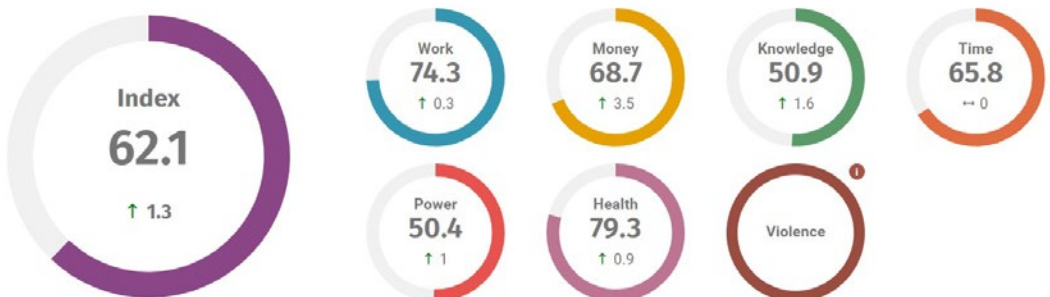 Index
62.1
↑ 1.3
Work
74.3
↑ 0.3
Money
68.7
↑ 3.5
Knowledge
50.9
↑ 1.6
Time
65.8
↔ 0
Power
50.4
↑ 1
Health
79.3
↑ 0.9
i
Violence